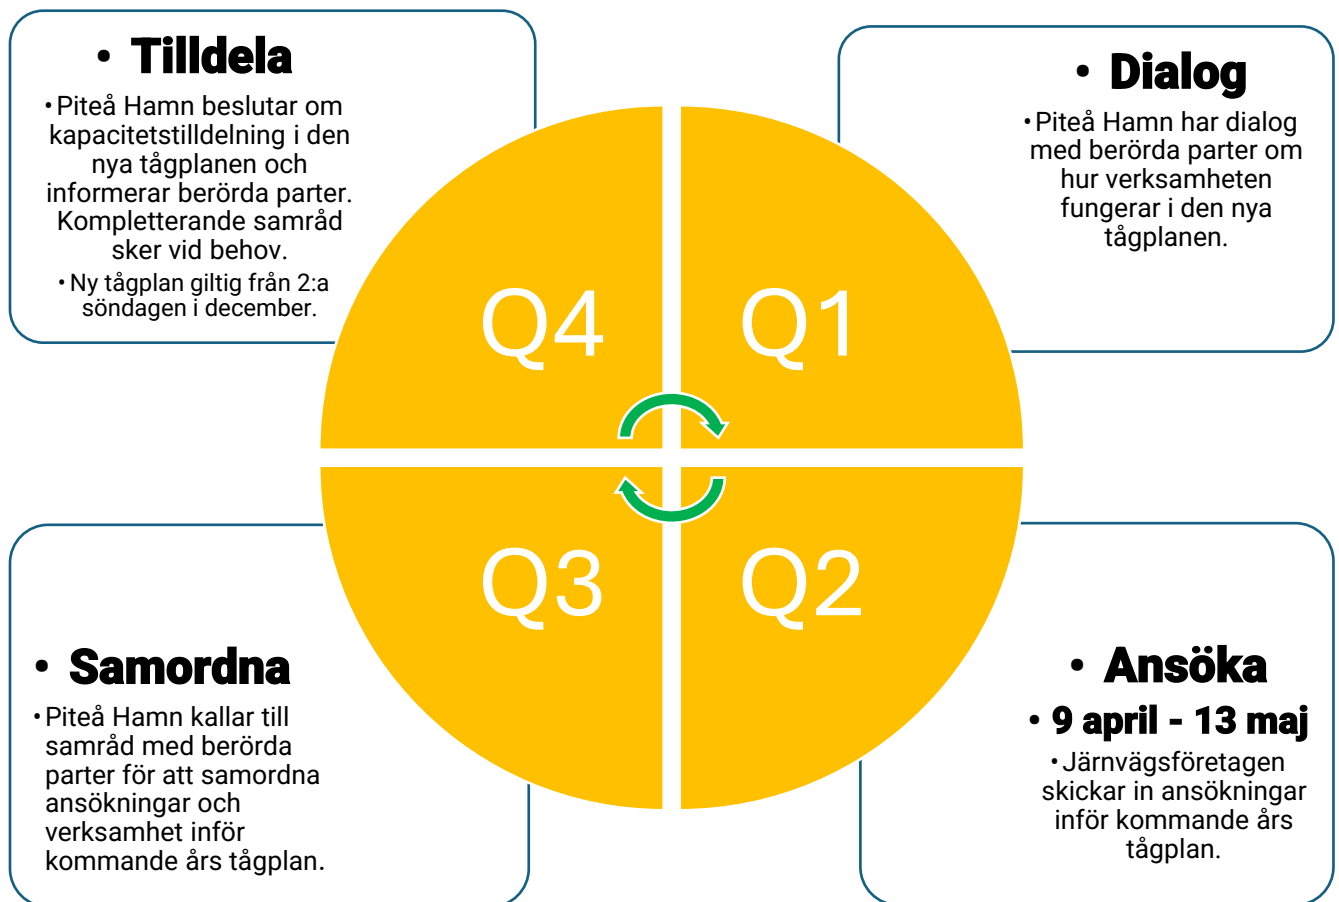 • Tilldela
• Piteå Hamn beslutar om
kapacitetstilldelning i den
nya tågplanen och
informerar berörda parter.
Kompletterande samråd
sker vid behov.
• Ny tågplan giltig från 2:a
söndagen i december.
• Dialog
• Piteå Hamn har dialog
med berörda parter om
hur verksamheten
fungerar i den nya
tågplanen.
Q4
Q1
Q3
Q2
• Samordna
• Piteå Hamn kallar till
samråd med berörda
parter för att samordna
ansökningar och
verksamhet inför
kommande års tågplan.
• Ansöka
• 9 april - 13 maj
• Järnvägsföretagen
skickar in ansökningar
inför kommande års
tågplan.